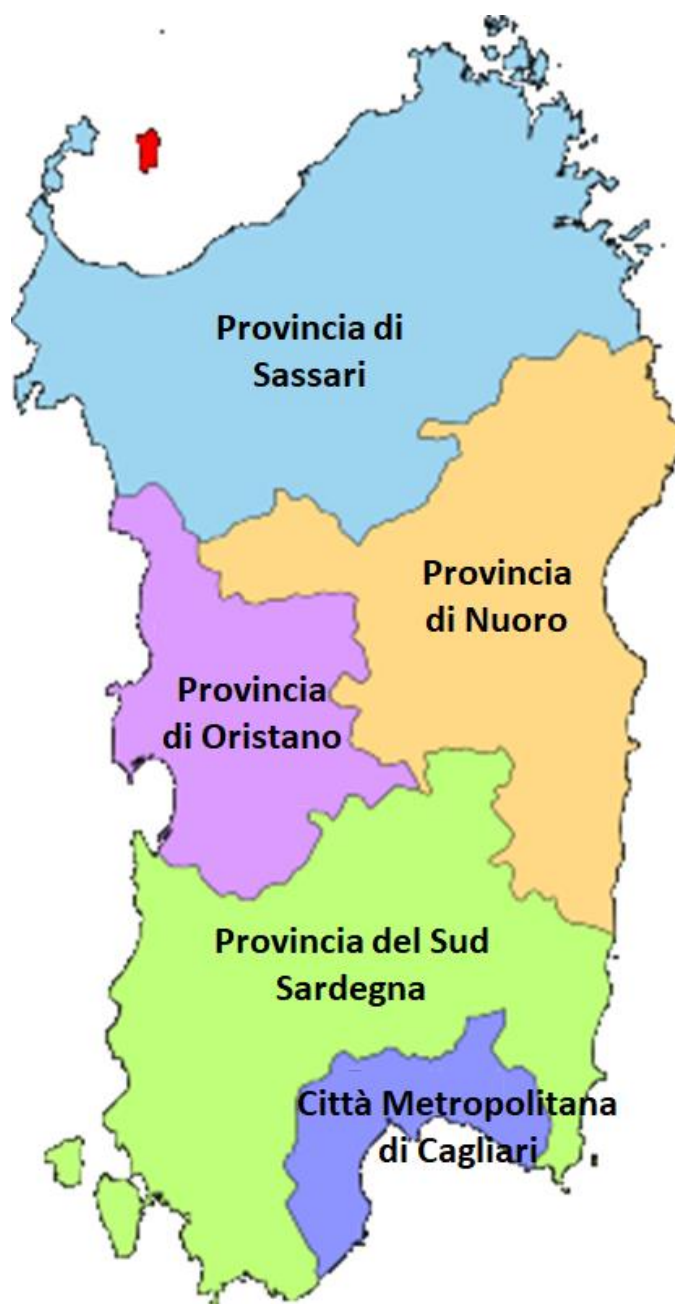 Provincia di
Sassari
Provincia
di Nuoro
Provincia
di Oristano
Provincia del Sud
Sardegna
Città Metropolitana
di Cagliari